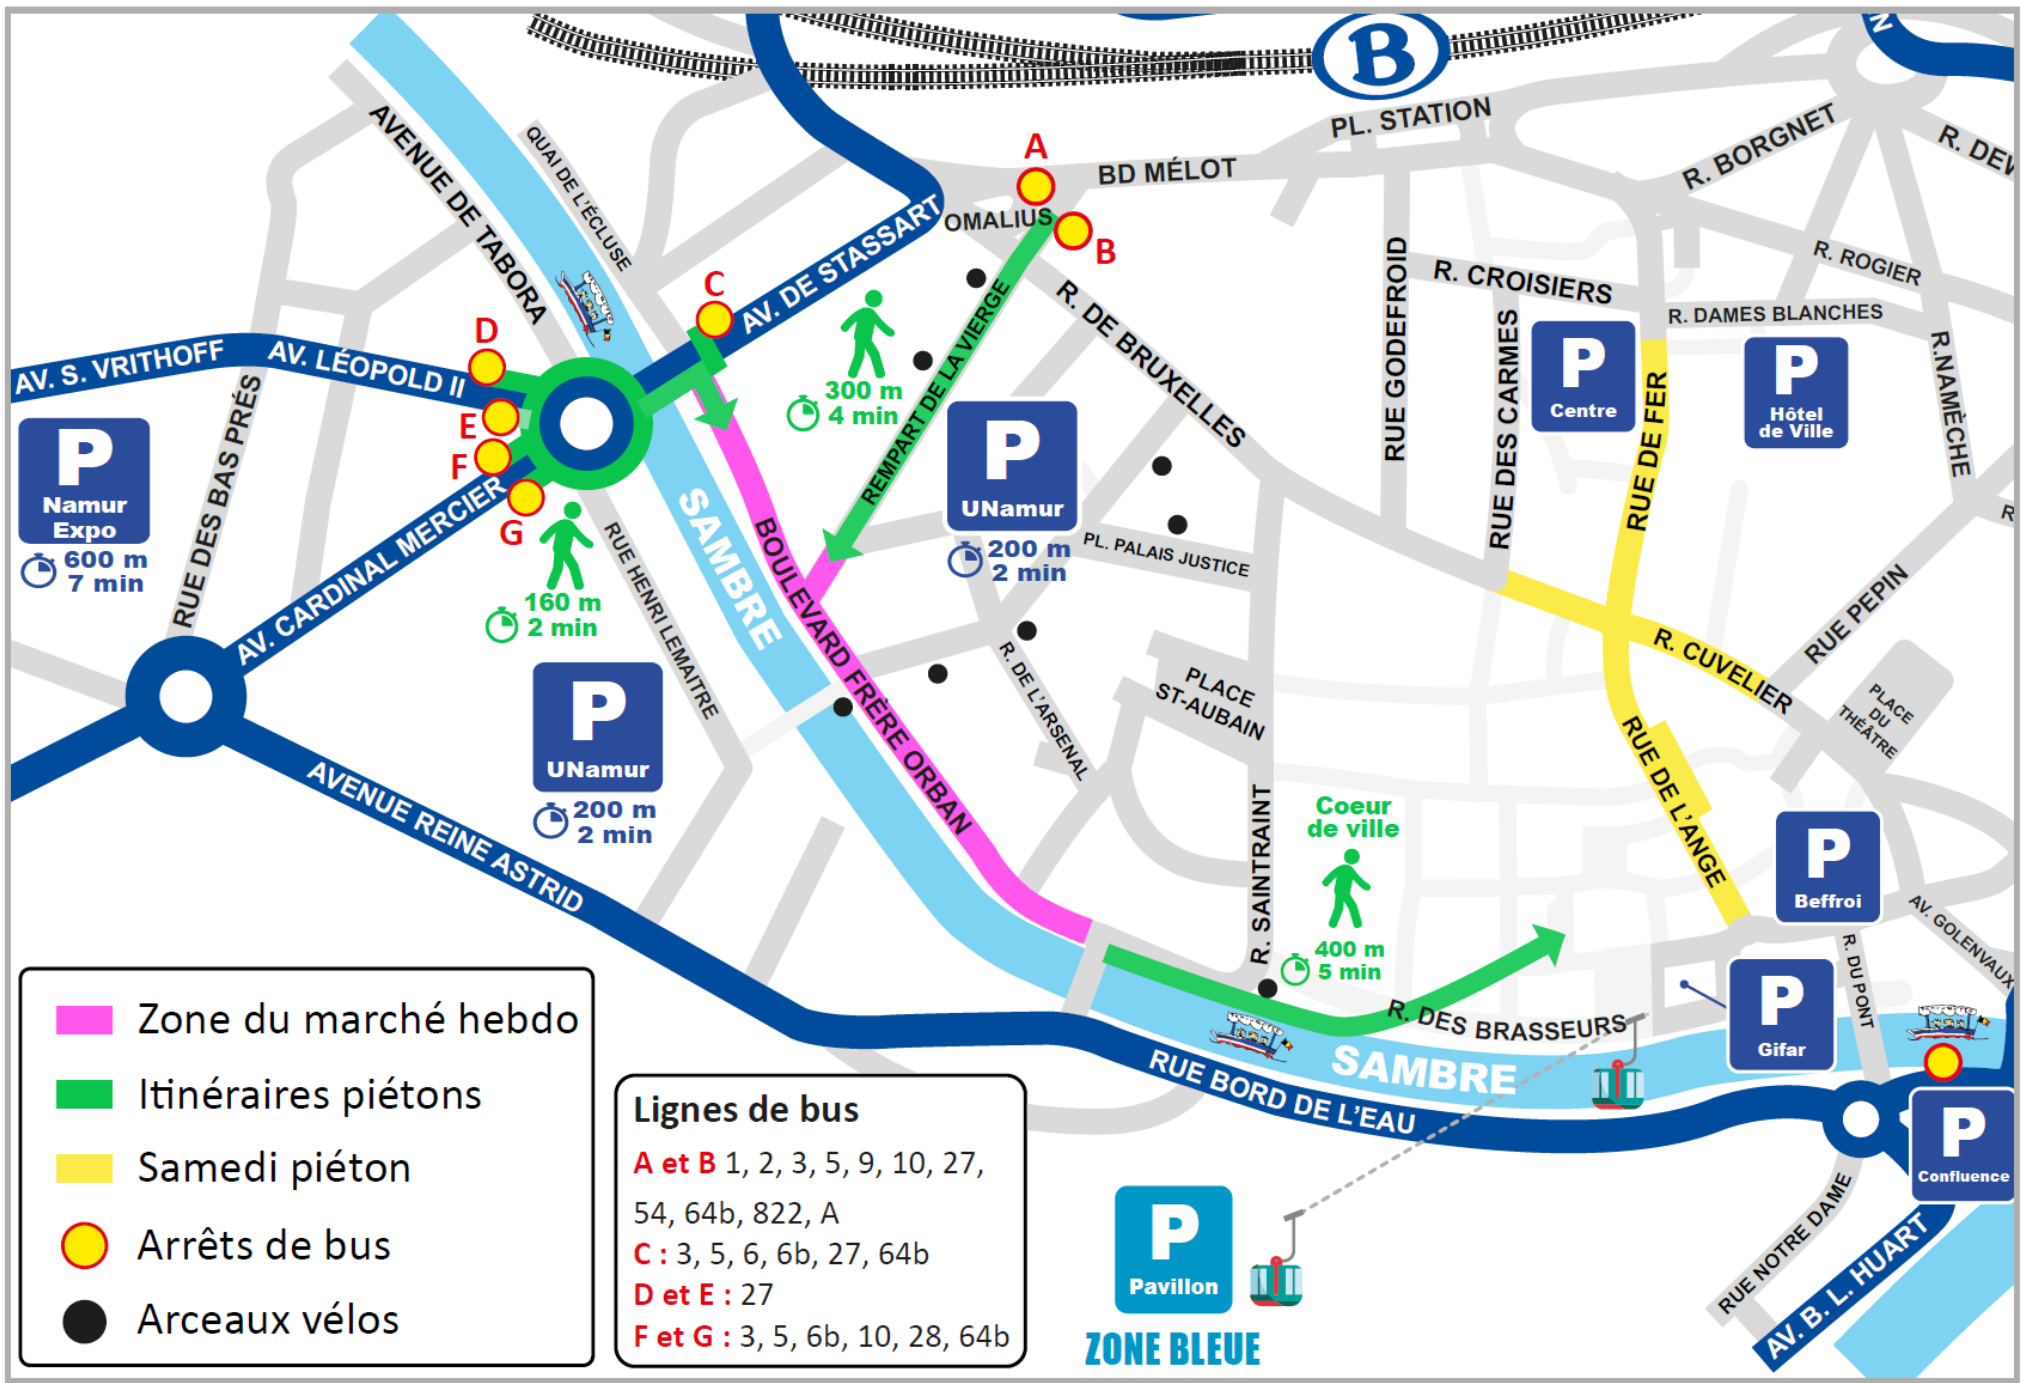 B
N
PL. STATION
R. BORGNET
R. DEW
AVENUE DE TABORA
QUAI DE L'ÉCLUSE
A
BD MÉLOT
OMALIUS
B
AV. DE STASSART
C
R. ROGIER
R. CROISIERS
R. DAMES BLANCHES
RUE GODEFROID
RUE DES CARMES
RUE DE FER
R.NAMÈCHE
R. DE BRUXELLES
REMPART DE LA VIERGE
300 m
4 min
P
Centre
P
Hôtel
de Ville
D
E
F
G
AV. S. VRITHOFF
AV. LÉOPOLD II
P
Namur
Expo
600 m
7 min
RUE DES BAS PRÉS
AV. CARDINAL MERCIER
160 m
2 min
RUE HENRI LEMAITRE
SAMBRE
BOULEVARD FRÈRE ORBAN
P
UNamur
200 m
2 min
PL. PALAIS JUSTICE
R
RUE PEPIN
R. CUVELIER
PLACE
DU
THÉÂTRE
R. DE L'ARSENAL
PLACE
ST-AUBAIN
RUE DE L'ANGE
P
UNamur
200 m
2 min
AVENUE REINE ASTRID
R. SAINTRAINT
Coeur
de ville
400 m
5 min
P
Beffroi
AV. GOLENVAUX
R. DU PONT
P
Gifar
R. DES BRASSEURS
SAMBRE
RUE BORD DE L'EAU
P
Confluence
RUE NOTRE DAME
AV. B. L. HUART
P
Pavillon
ZONE BLEUE
Zone du marché hebdo
Itinéraires piétons
Samedi piéton
Arrêts de bus
Arceaux vélos
Lignes de bus
A et B 1, 2, 3, 5, 9, 10, 27,
54, 64b, 822, A
C : 3, 5, 6, 6b, 27, 64b
D et E : 27
F et G : 3, 5, 6b, 10, 28, 64b